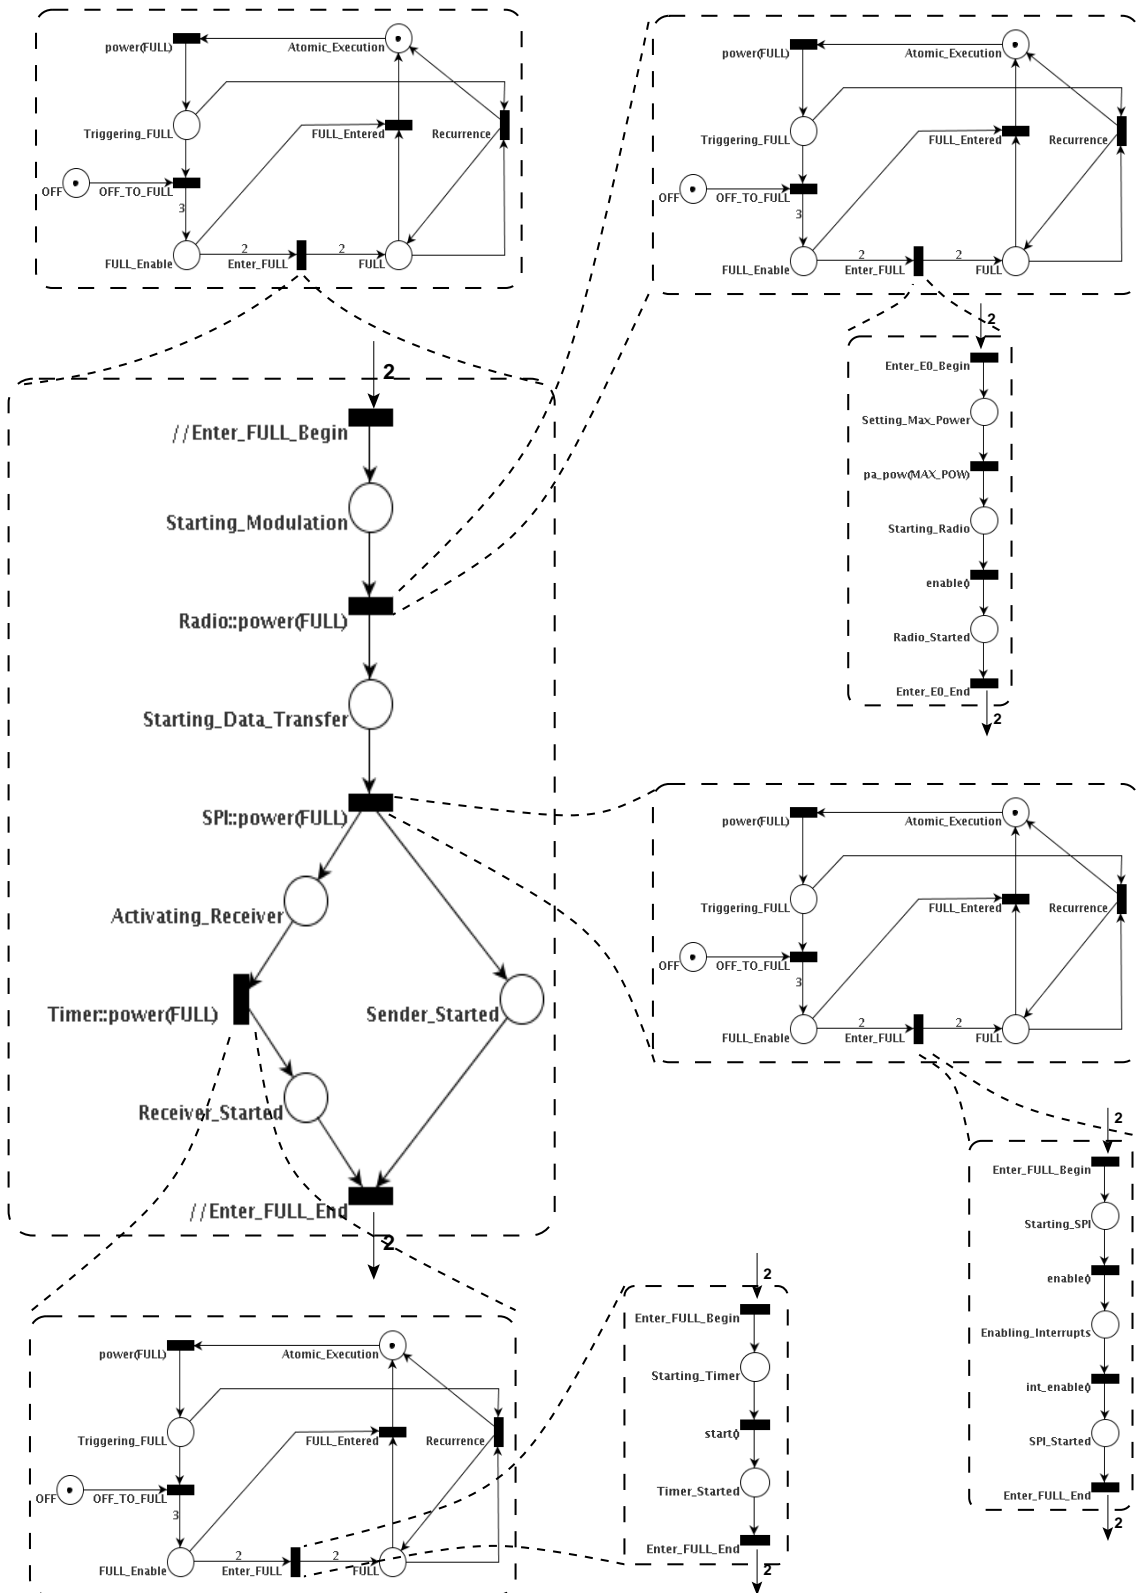 power(FULL)
Atomic_Execution
Triggering_FULL
FULL_Entered
Recurrence
OFF
OFF_TO_FULL
3
FULL_Enable
2
Enter_FULL
2
FULL
power(FULL)
Atomic_Execution
Triggering_FULL
FULL_Entered
Recurrence
OFF
OFF_TO_FULL
3
FULL_Enable
2
Enter_FULL
2
FULL
2
Enter_E0_Begin
Setting_Max_Power
pa_pow(MAX_POW)
Starting_Radio
enable()
Radio_Started
Enter_E0_End
2
2
//Enter_FULL_Begin
Starting_Modulation
Radio::power(FULL)
Starting_Data_Transfer
SPI::power(FULL)
Activating_Receiver
Timer::power(FULL)
Sender_Started
Receiver_Started
//Enter_FULL_End
2
power(FULL)
Atomic_Execution
Triggering_FULL
FULL_Entered
Recurrence
OFF
OFF_TO_FULL
3
FULL_Enable
2
Enter_FULL
2
FULL
2
Enter_FULL_Begin
Starting_SPI
enable()
Enabling_Interrupts
int_enable()
SPI_Started
Enter_FULL_End
2
power(FULL)
Atomic_Execution
Triggering_FULL
FULL_Entered
Recurrence
OFF
OFF_TO_FULL
3
FULL_Enable
2
Enter_FULL
2
FULL
2
Enter_FULL_Begin
Starting_Timer
start()
Timer_Started
Enter_FULL_End
2